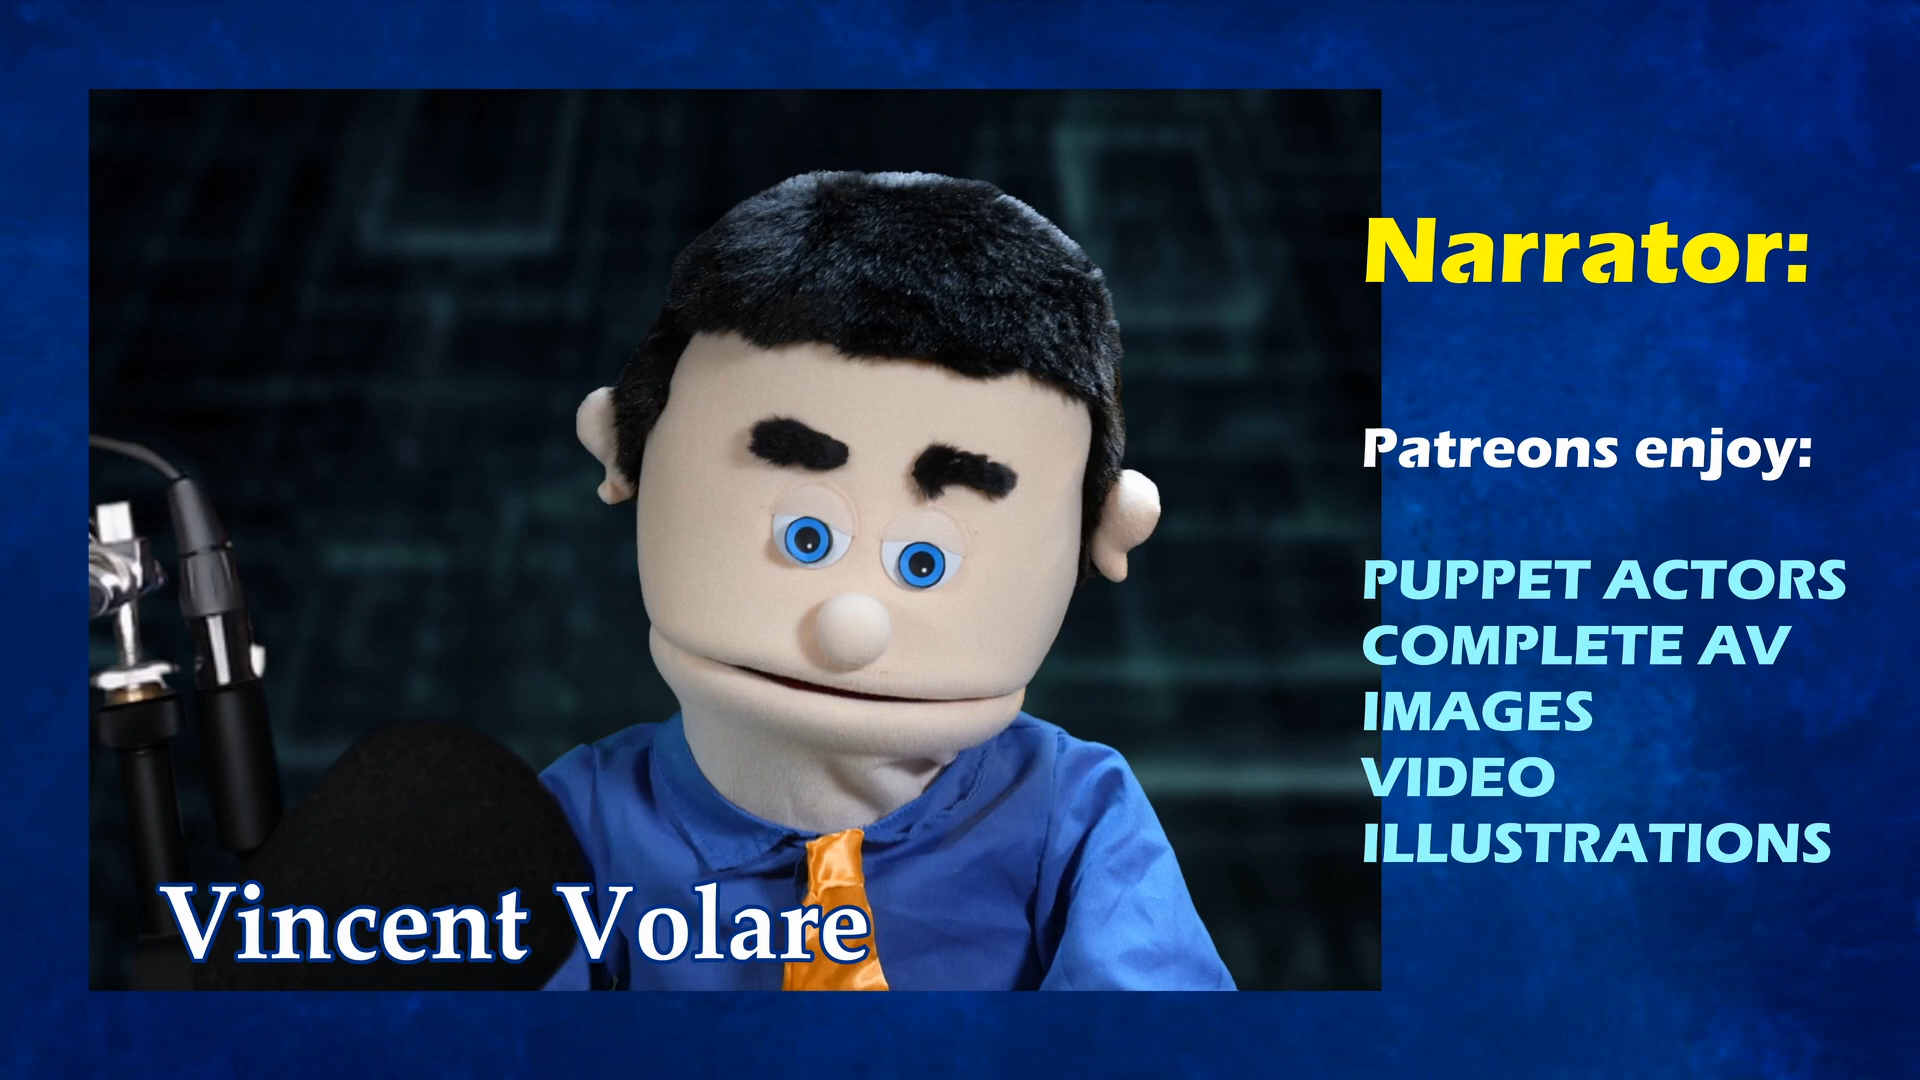 Narrator:
Patreons enjoy:
PUPPET ACTORS
COMPLETE AV
IMAGES
VIDEO
ILLUSTRATIONS
Vincent Volare